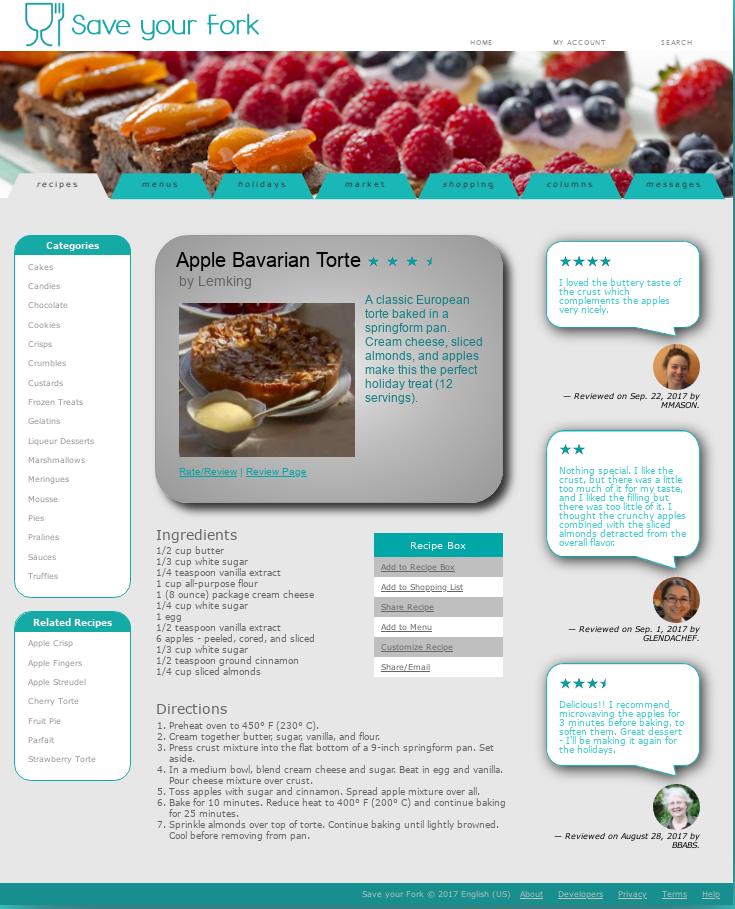 Save your Fork
HOME MY ACCOUNT SEARCH
recipes menus holidays market shopping columns messages
Categories
Cakes
Candies
Chocolate
Cookies
Crisps
Crumbles
Custards
Frozen Treats
Gelatins
Liqueur Desserts
Marshmallows
Meringues
Mousse
Pies
Pralines
Sauces
Truffles
Related Recipes
Apple Crisp
Apple Fingers
Apple Streudel
Cherry Torte
Fruit Pie
Parfait
Strawberry Torte
Apple Bavarian Torte
by Lemking
A classic European
torte baked in a
springform pan.
Cream cheese, sliced
almonds, and apples
make this the perfect
holiday treat (12
servings).
Rate/Review | Review Page
Ingredients
1/2 cup butter
1/3 cup white sugar
1/4 teaspoon vanilla extract
1 cup all-purpose flour
1 (8 ounce) package cream cheese
1/4 cup white sugar
1 egg
1/2 teaspoon vanilla extract
6 apples - peeled, cored, and sliced
1/3 cup white sugar
1/2 teaspoon ground cinnamon
1/4 cup sliced almonds
Recipe Box
Add to Recipe Box
Add to Shopping List
Share Recipe
Add to Menu
Customize Recipe
Share/Email
Directions
1. Preheat oven to 450° F (230° C).
2. Cream together butter, sugar, vanilla, and flour.
3. Press crust mixture into the flat bottom of a 9-inch springform pan. Set
aside.
4. In a medium bowl, blend cream cheese and sugar. Beat in egg and vanilla.
Pour cheese mixture over crust.
5. Toss apples with sugar and cinnamon. Spread apple mixture over all.
6. Bake for 10 minutes. Reduce heat to 400° F (200° C) and continue baking
for 25 minutes.
7. Sprinkle almonds over top of torte. Continue baking until lightly browned.
Cool before removing from pan.
I loved the buttery taste of
the crust which
complements the apples
very nicely.
— Reviewed on Sep. 22, 2017 by
MMASON.
Nothing special. I like the
crust, but there was a little
too much of it for my taste,
and I liked the filling but
there was too little of it. I
thought the crunchy apples
combined with the sliced
almonds detracted from the
overall flavor.
— Reviewed on Sep. 1, 2017 by
GLENDACHEF.
Delicious!! I recommend
microwaving the apples for
3 minutes before baking, to
soften them. Great dessert
- I'll be making it again for
the holidays.
— Reviewed on August 28, 2017 by
BBABS.
Save your Fork © 2017 English (US) About Developers Privacy Terms Help